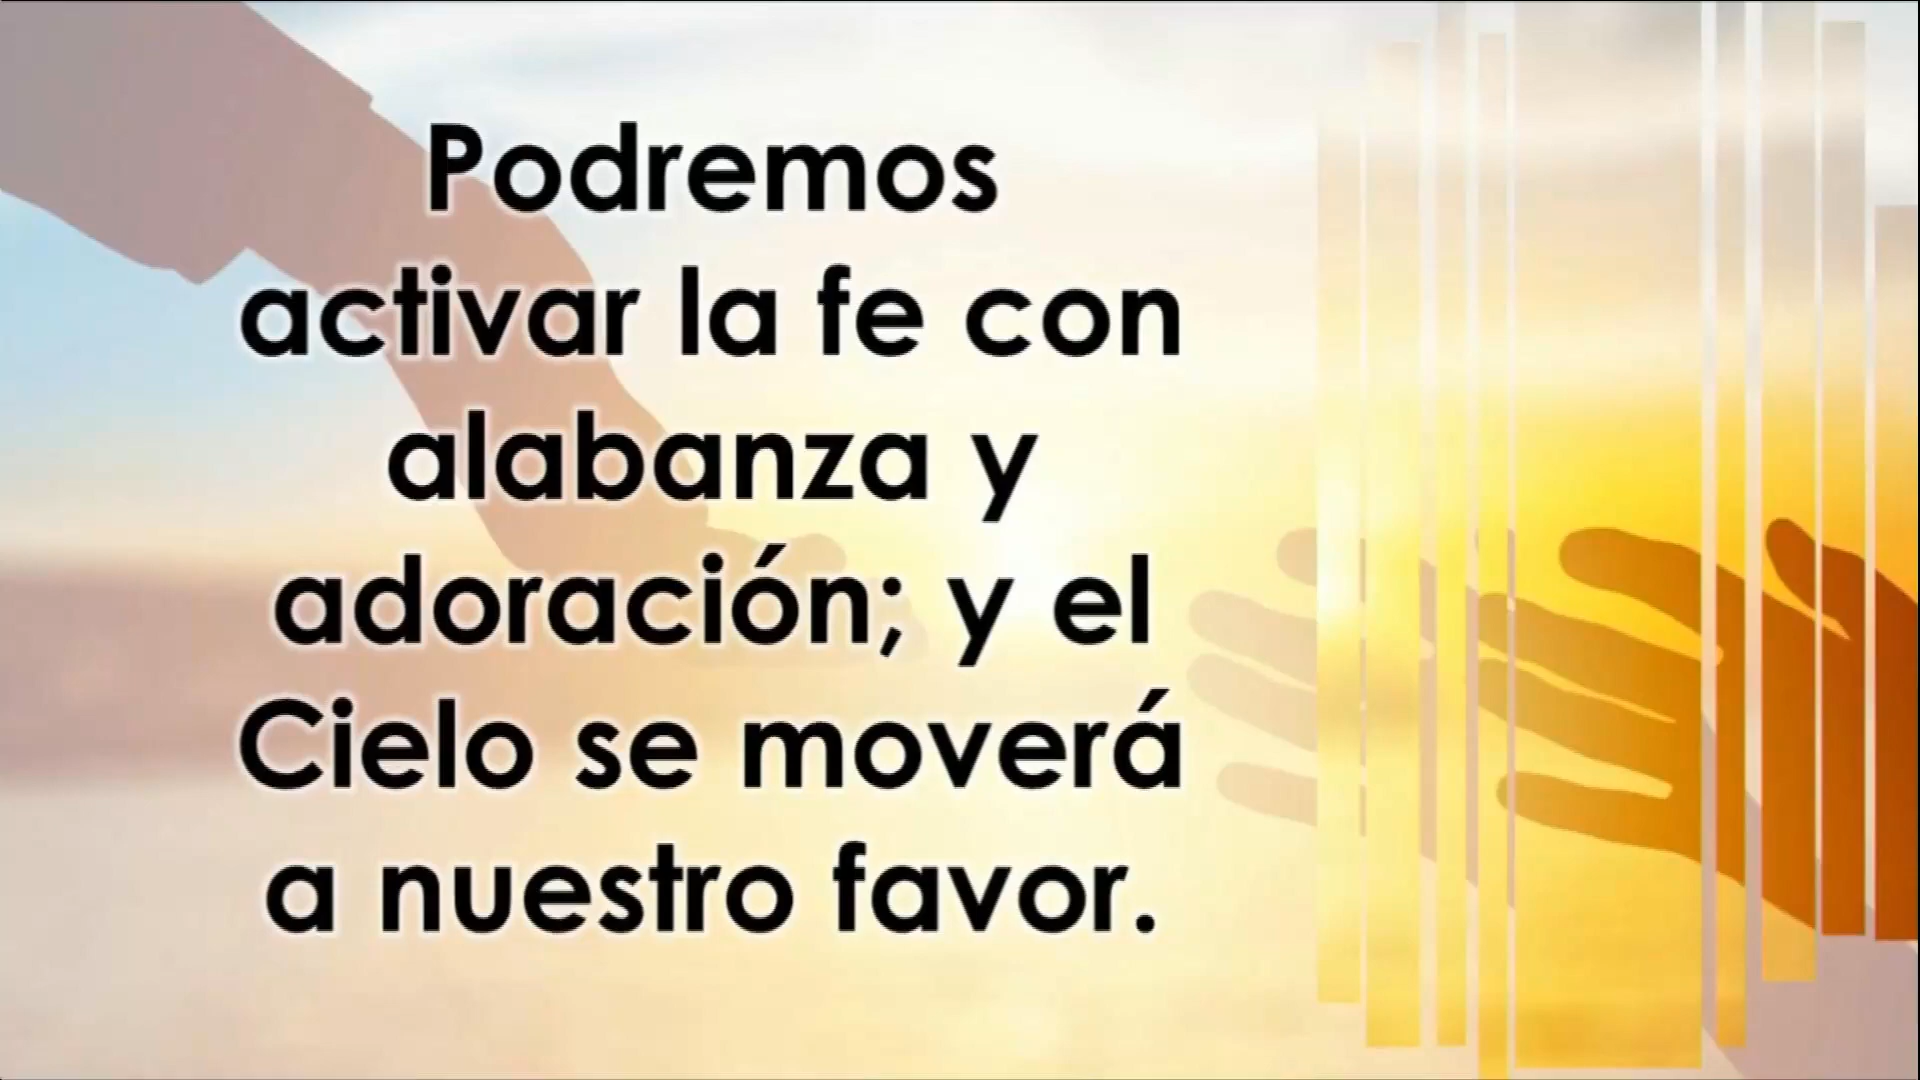 Podremos
activar la fe con
alabanza y
adoración; y el
Cielo se moverá
a nuestro favor.